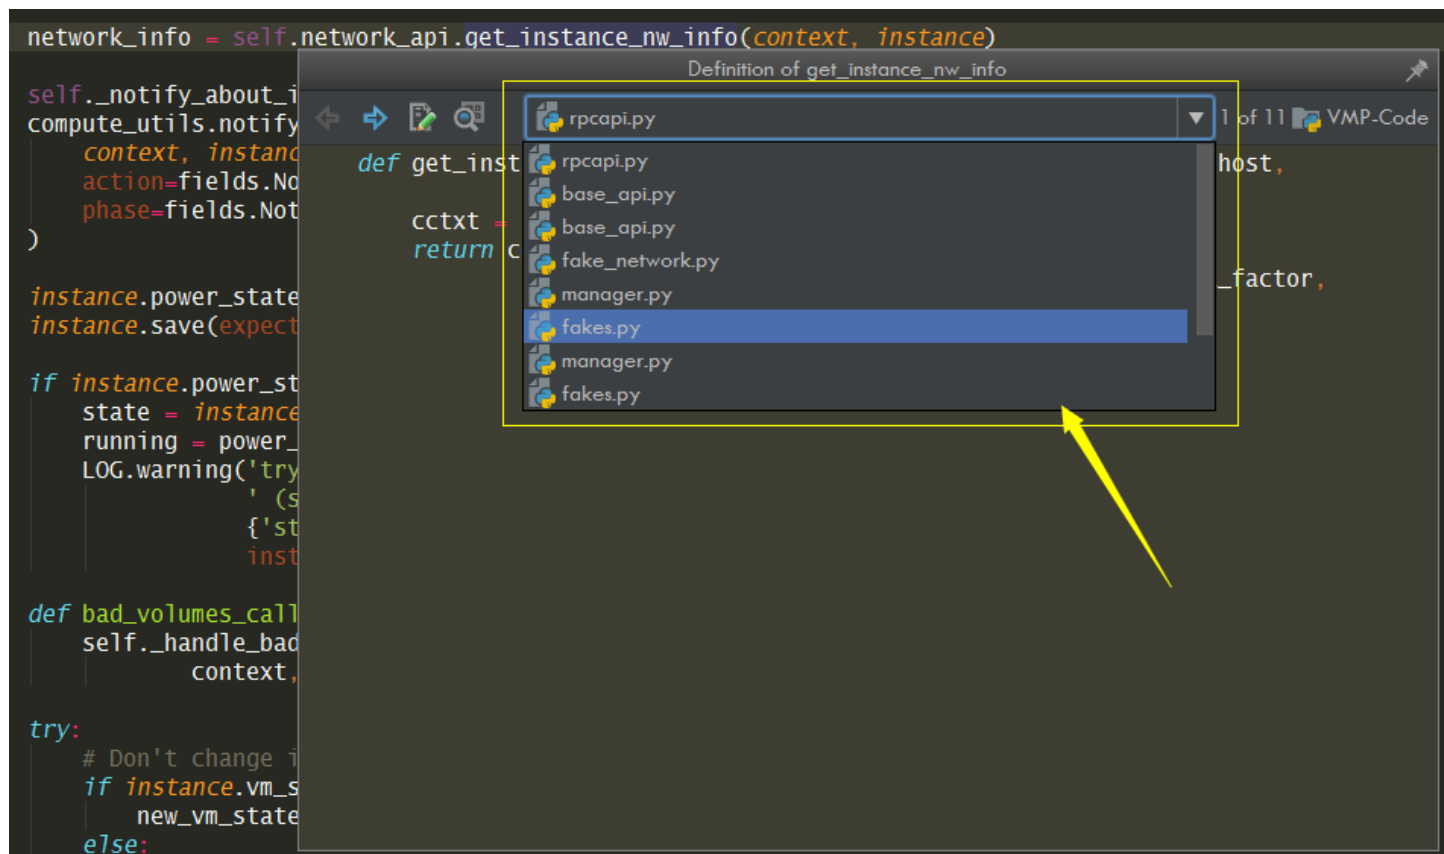 network_info = self.network_api.get_instance_nw_info(context, instance)
Definition of get_instance_nw_info
self._notify_about_i
compute_utils.notify
context, instanc
action=fields.No
phase=fields.Not
)
instance.power_state
instance.save(expect
if instance.power_st
state = instance
running = power_
LOG.warning('try
' (s
{'st
inst
def bad_volumes_call
self._handle_bad
context,
try:
# Don't change i
if instance.vm_s
new_vm_state
else:
rpcapi.py
1 of 11 VMP-Code
def get_inst
host,
cctxt =
return c
_factor,
rpcapi.py
base_api.py
base_api.py
fake_network.py
manager.py
fakes.py
manager.py
fakes.py